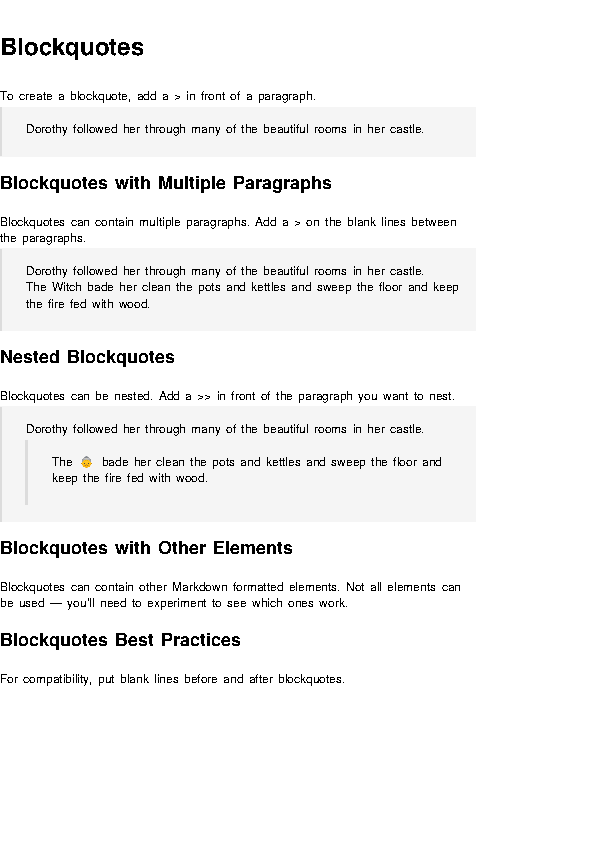 Blockquotes
To create a blockquote, add a > in front of a paragraph.
Dorothy followed her through many of the beautiful rooms in her castle.
Blockquotes with Multiple Paragraphs
Blockquotes can contain multiple paragraphs. Add a > on the blank lines between
the paragraphs.
Dorothy followed her through many of the beautiful rooms in her castle.
The Witch bade her clean the pots and kettles and sweep the floor and keep
the fire fed with wood.
Nested Blockquotes
Blockquotes can be nested. Add a >> in front of the paragraph you want to nest.
Dorothy followed her through many of the beautiful rooms in her castle.
The 👵 bade her clean the pots and kettles and sweep the floor and
keep the fire fed with wood.
Blockquotes with Other Elements
Blockquotes can contain other Markdown formatted elements. Not all elements can
be used — you'll need to experiment to see which ones work.
Blockquotes Best Practices
For compatibility, put blank lines before and after blockquotes.